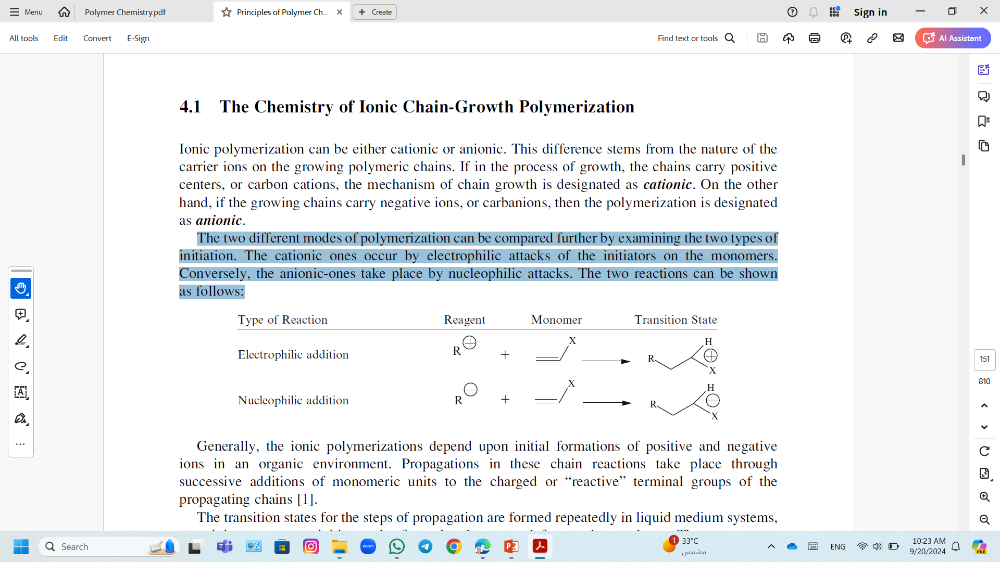 Menu
Polymer Chemistry.pdf
Principles of Polymer Ch...
Create
Sign in
All tools
Edit
Convert
E-Sign
Find text or tools
AI Assistant
4.1 The Chemistry of Ionic Chain-Growth Polymerization
Ionic polymerization can be either cationic or anionic. This difference stems from the nature of the
carrier ions on the growing polymeric chains. If in the process of growth, the chains carry positive
centers, or carbon cations, the mechanism of chain growth is designated as cationic. On the other
hand, if the growing chains carry negative ions, or carbanions, then the polymerization is designated
as anionic.
The two different modes of polymerization can be compared further by examining the two types of
initiation. The cationic ones occur by electrophilic attacks of the initiators on the monomers.
Conversely, the anionic-ones take place by nucleophilic attacks. The two reactions can be shown
as follows:
Type of Reaction Reagent Monomer Transition State
Electrophilic addition R ⊕ + X R H ⊕ X
Nucleophilic addition R ⊖ + X R H ⊖ X
Generally, the ionic polymerizations depend upon initial formations of positive and negative
ions in an organic environment. Propagations in these chain reactions take place through
successive additions of monomeric units to the charged or “reactive” terminal groups of the
propagating chains [1].
The transition states for the steps of propagation are formed repeatedly in liquid medium systems,
151
810
Search
zoom
1
33°C
مشمس
ENG
10:23 AM
9/20/2024
PRE